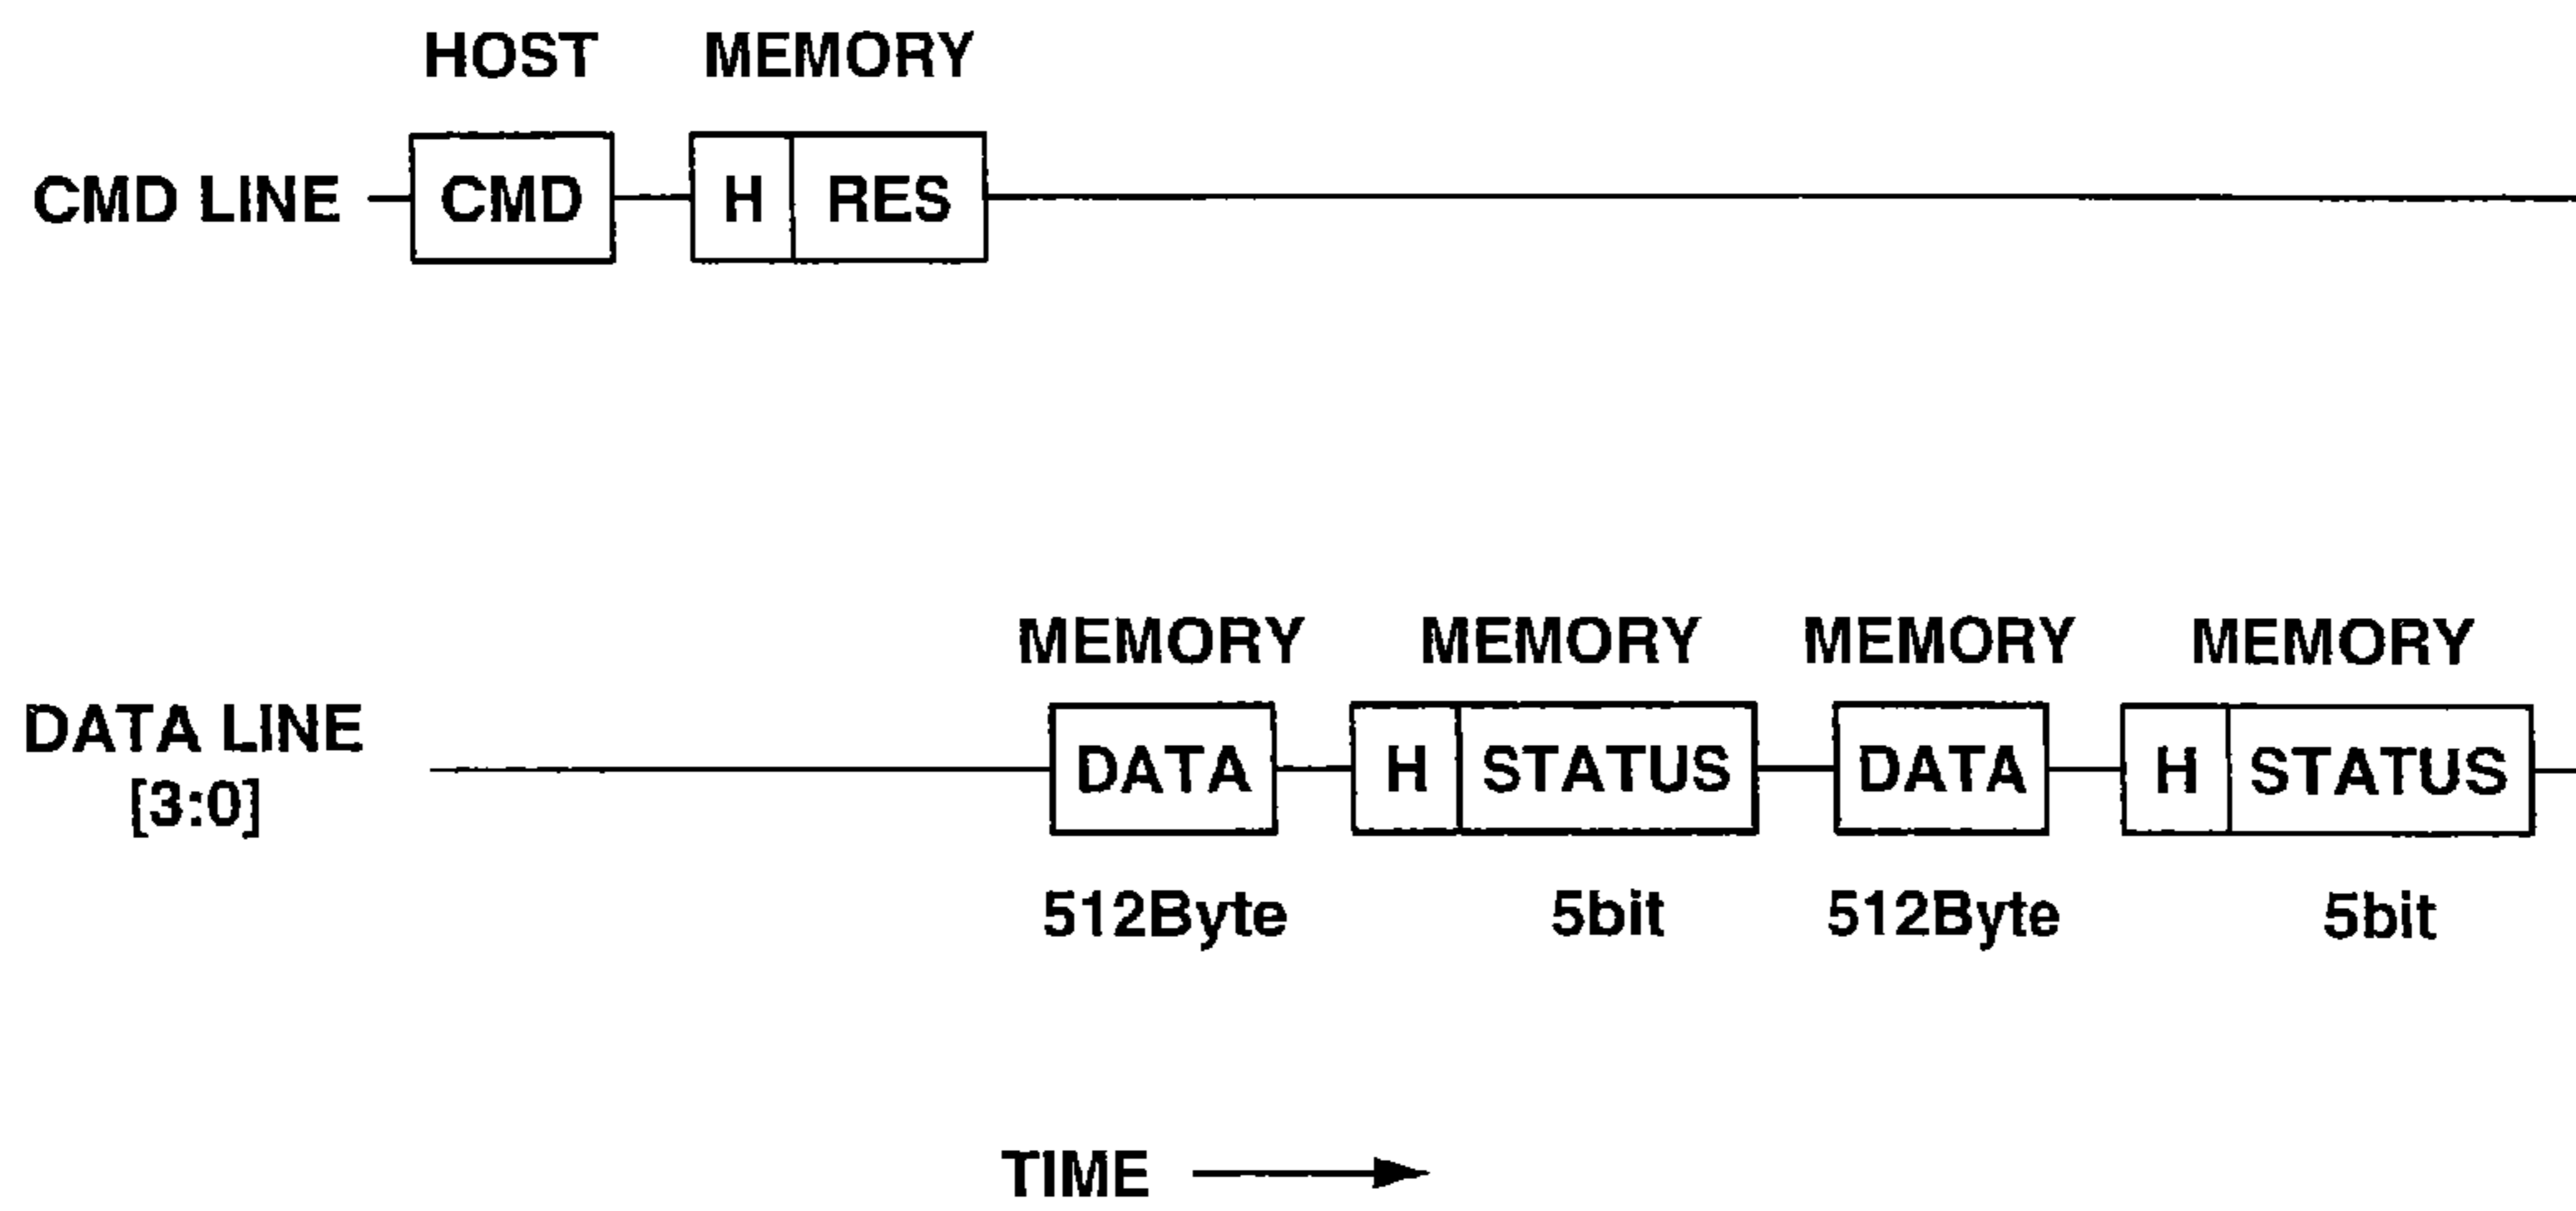 HOST MEMORY
CMD LINE CMD H RES
MEMORY MEMORY MEMORY MEMORY
DATA LINE
[3:0]
DATA H STATUS DATA H STATUS
512Byte 5bit 512Byte 5bit
TIME